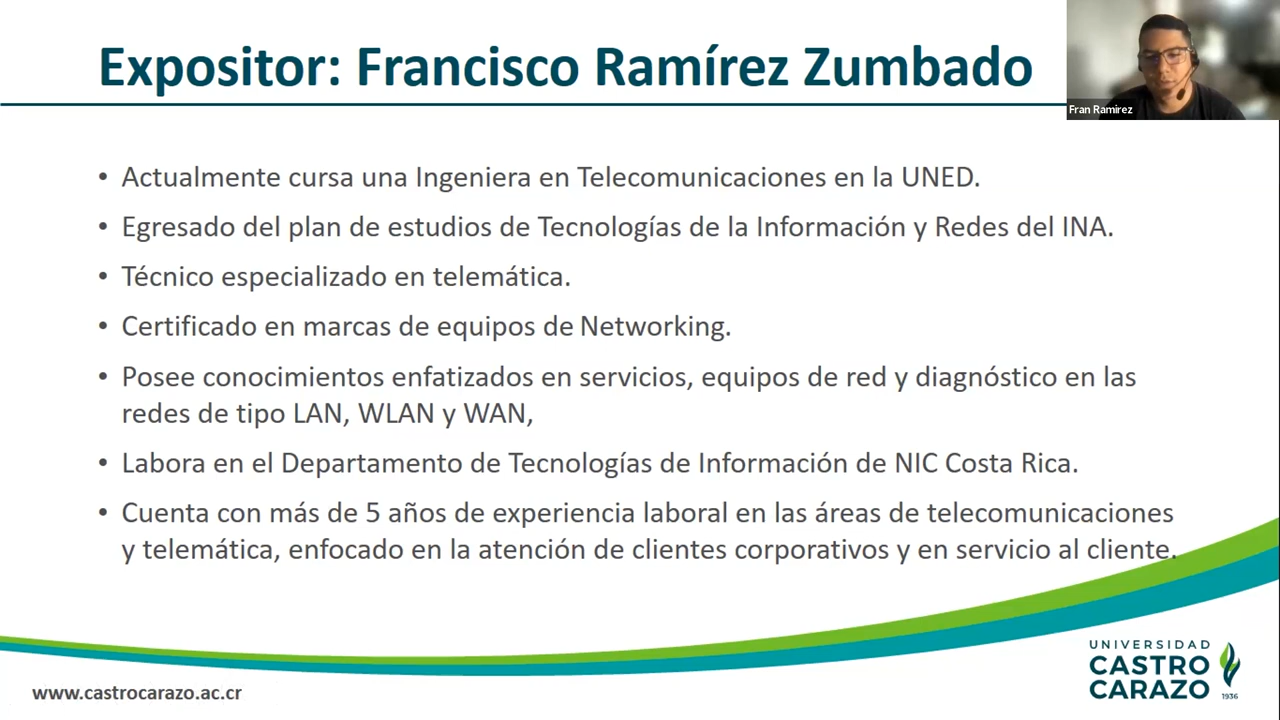 Expositor: Francisco Ramírez Zumbado
Fran Ramirez
• Actualmente cursa una Ingeniera en Telecomunicaciones en la UNED.
• Egresado del plan de estudios de Tecnologías de la Información y Redes del INA.
• Técnico especializado en telemática.
• Certificado en marcas de equipos de Networking.
• Posee conocimientos enfatizados en servicios, equipos de red y diagnóstico en las
redes de tipo LAN, WLAN y WAN,
• Labora en el Departamento de Tecnologías de Información de NIC Costa Rica.
• Cuenta con más de 5 años de experiencia laboral en las áreas de telecomunicaciones
y telemática, enfocado en la atención de clientes corporativos y en servicio al cliente.
www.castrocarazo.ac.cr
UNIVERSIDAD
CASTRO
CARAZO
1936